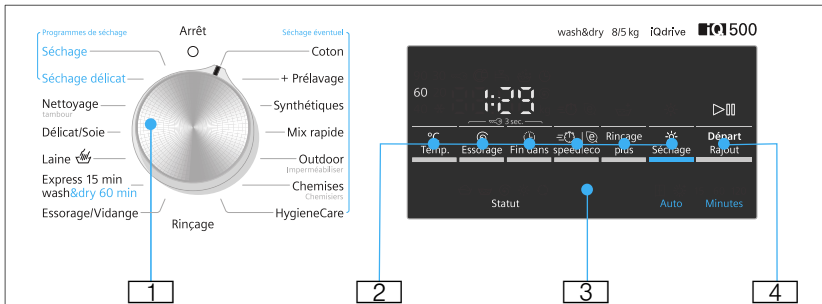 Programmes de séchage
Arrêt
Séchage éventuel
Séchage
Coton
Séchage délicat
+ Prélavage
Nettoyage
tambour
Synthétiques
Délicat/Soie
Mix rapide
Laine
Outdoor
Imperméabiliser
Express 15 min
wash&dry 60 min
Chemises
Chemisiers
Essorage/Vidange
HygieneCare
Rinçage
wash&dry 8/5 kg iQdrive iQ500
60
1:29
3 sec.
°C
Temp.
Essorage
Fin dans
speed|eco
Rinçage
plus
Séchage
Départ
Rajout
Statut
Auto
Minutes
1
2
3
4